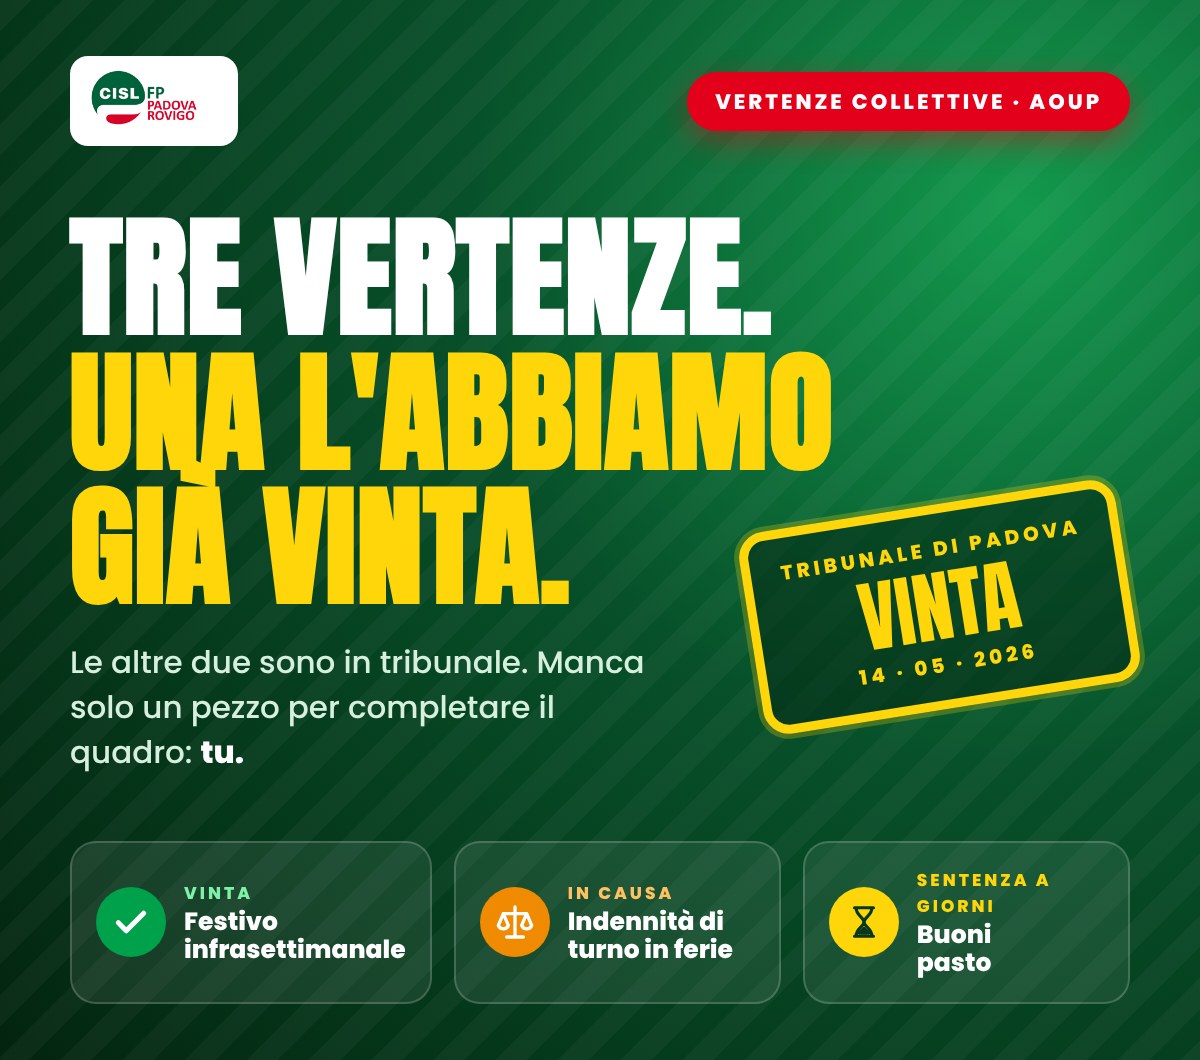 CISL FP
PADOVA
ROVIGO
VERTENZE COLLETTIVE · AOUP
TRE VERTENZE.
UNA L'ABBIAMO
GIÀ VINTA.
Le altre due sono in tribunale. Manca
solo un pezzo per completare il
quadro: tu.
TRIBUNALE DI PADOVA
VINTA
14 · 05 · 2026
VINTA
Festivo
infrasettimanale
IN CAUSA
Indennità di
turno in ferie
SENTENZA A
GIORNI
Buoni
pasto